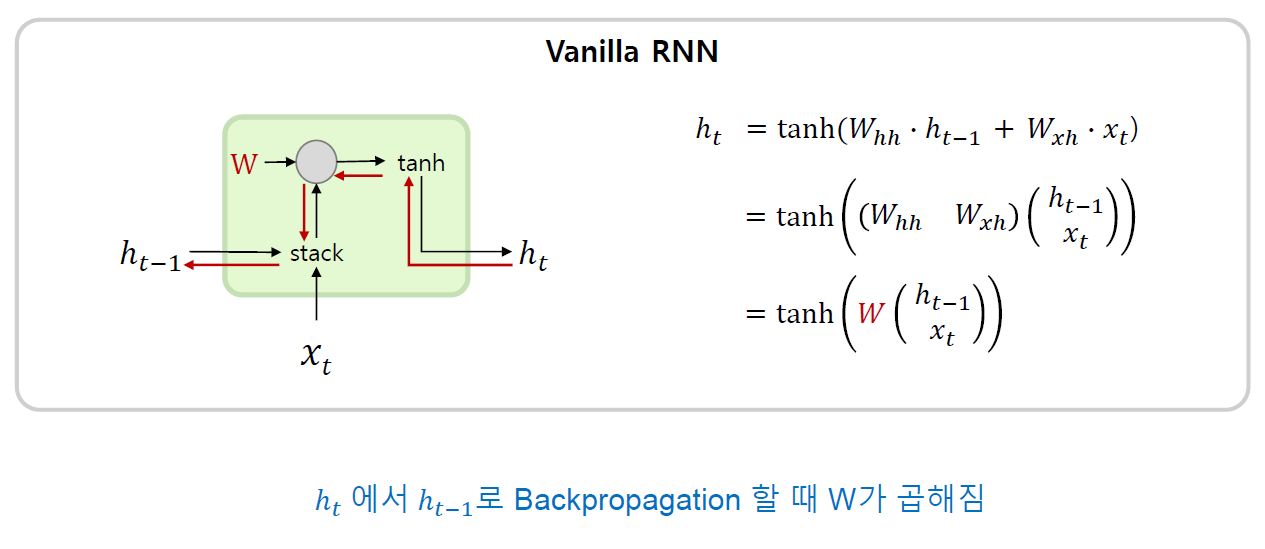 Vanilla RNN
W
tanh
stack
h_{t-1}
h_t
x_t
h_t = tanh(W_{hh} · h_{t-1} + W_{xh} · x_t)
= tanh((W_{hh} W_{xh}) (h_{t-1} x_t))
= tanh(W (h_{t-1} x_t))
h_t 에서 h_{t-1}로 Backpropagation 할 때 W가 곱해짐